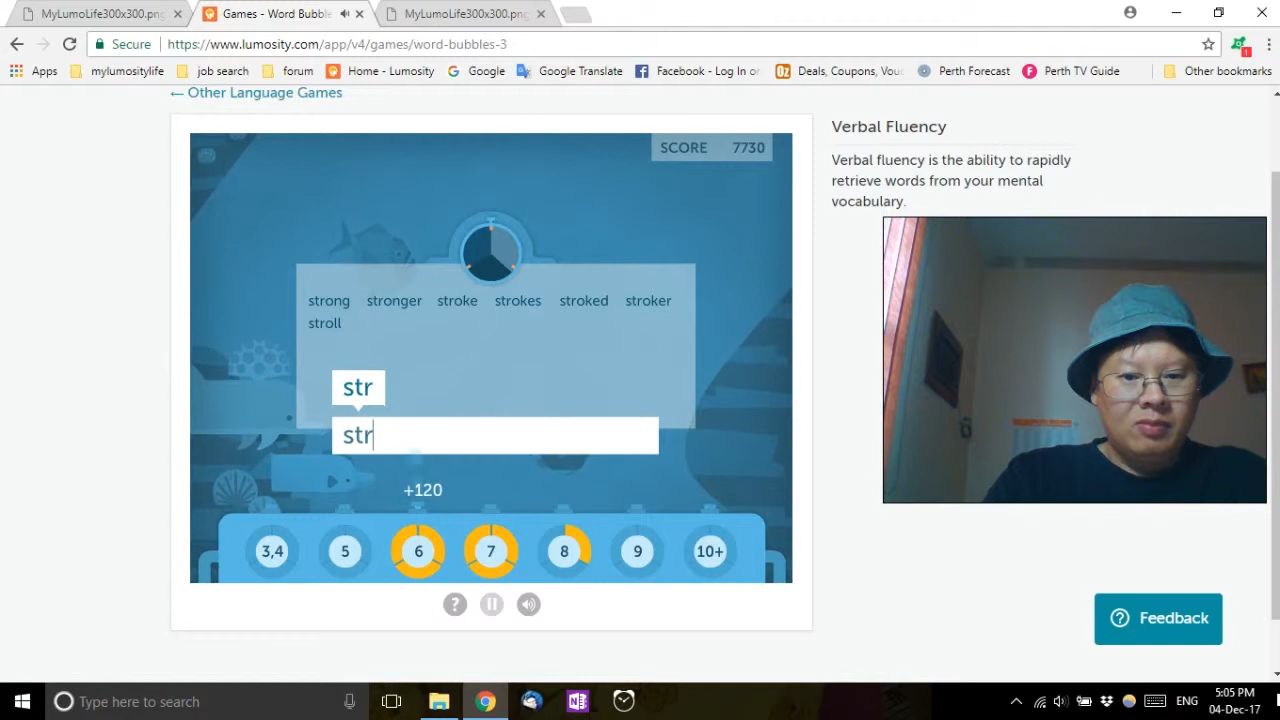 MyLumoLife300x300.png
Games - Word Bubble
MyLumoLife300x300.png
Secure
https://www.lumosity.com/app/v4/games/word-bubbles-3
1
Apps
mylumositylife
job search
forum
Home - Lumosity
Google
Google Translate
Facebook - Log In or
Deals, Coupons, Vou
Perth Forecast
Perth TV Guide
Other bookmarks
← Other Language Games
SCORE 7730
strong stronger stroke strokes stroked stroker
stroll
str
str
+120
3,4 5 6 7 8 9 10+
?
Verbal Fluency
Verbal fluency is the ability to rapidly
retrieve words from your mental
vocabulary.
? Feedback
Type here to search
ENG
5:05 PM
04-Dec-17